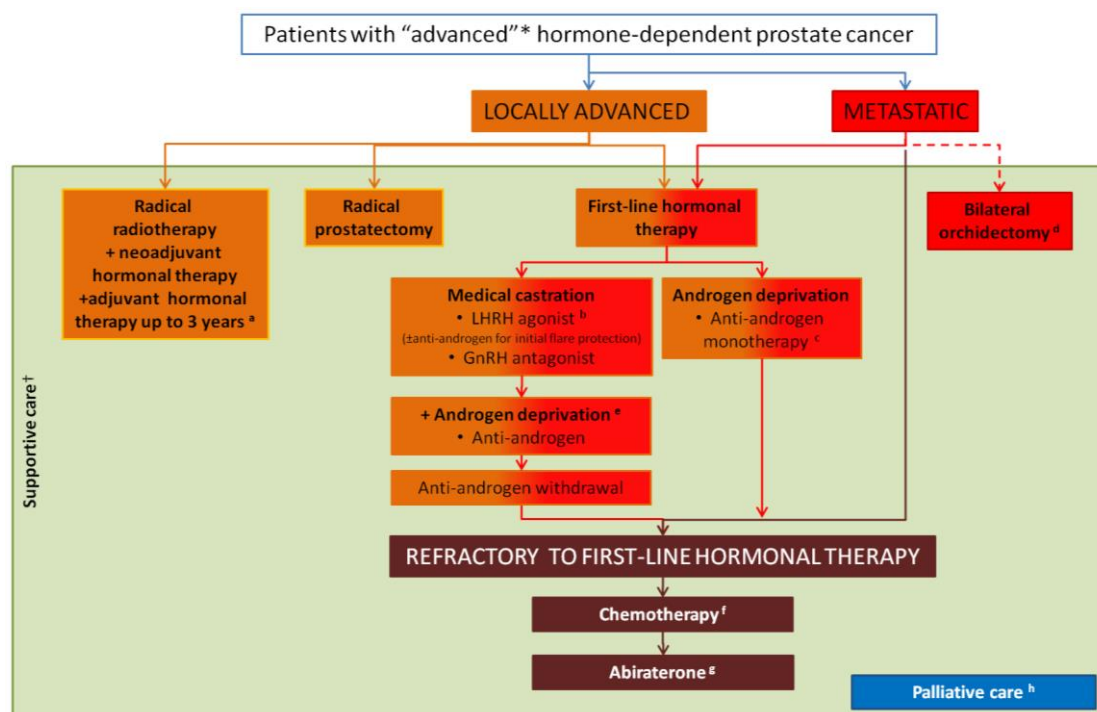 Patients with “advanced”* hormone-dependent prostate cancer
LOCALLY ADVANCED
METASTATIC
Radical
radiotherapy
+ neoadjuvant
hormonal therapy
+adjuvant hormonal
therapy up to 3 years a
Radical
prostatectomy
First-line hormonal
therapy
Bilateral
orchidectomy d
Medical castration
• LHRH agonist b
(±anti-androgen for initial flare protection)
• GnRH antagonist
Androgen deprivation
• Anti-androgen
monotherapy c
+ Androgen deprivation e
• Anti-androgen
Anti-androgen withdrawal
Supportive care†
REFRACTORY TO FIRST-LINE HORMONAL THERAPY
Chemotherapy f
Abiraterone g
Palliative care h